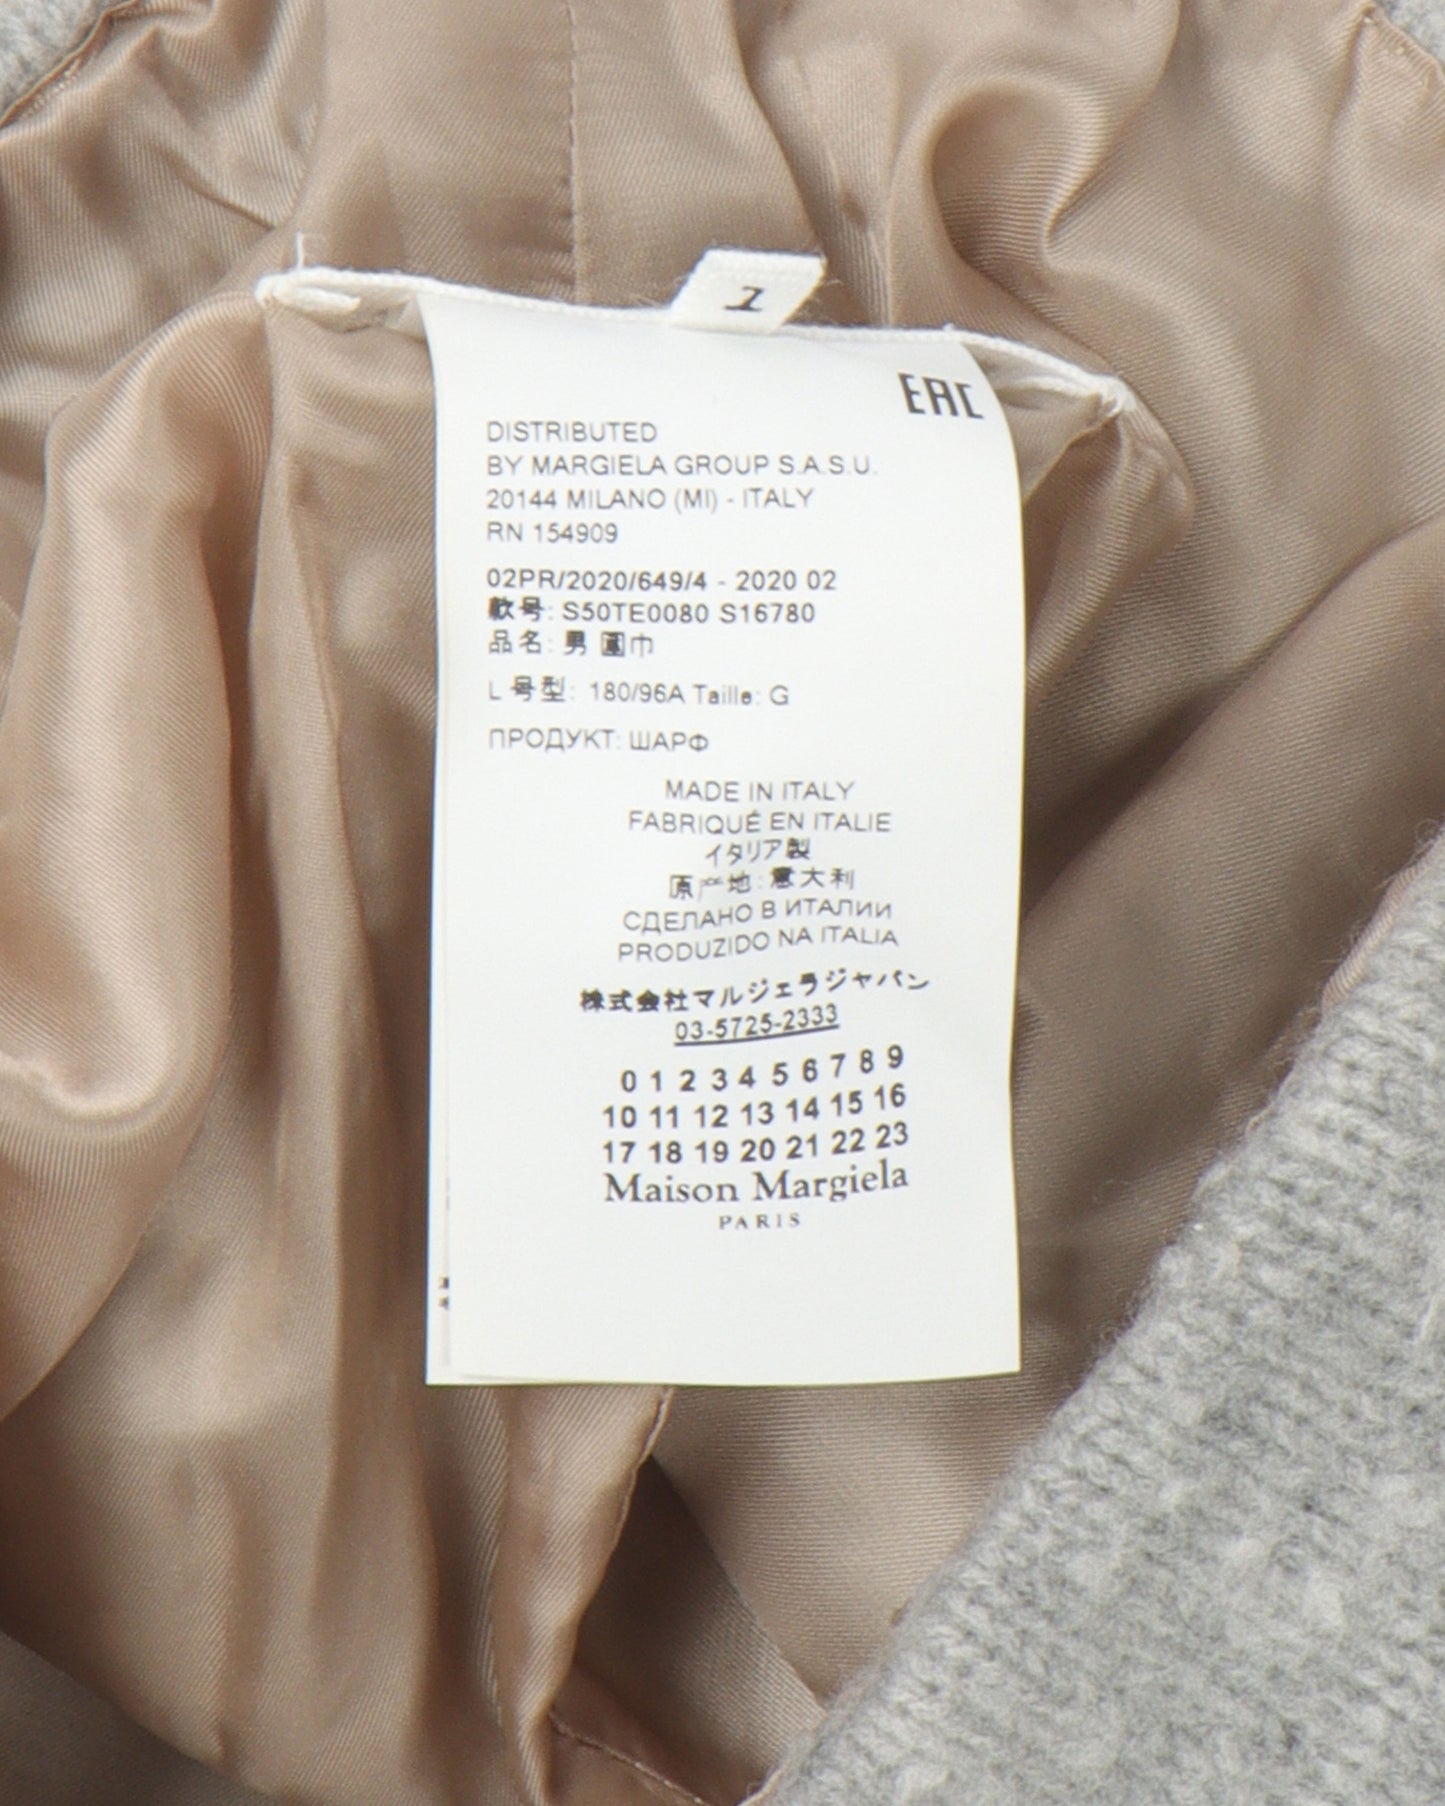 1
EAC
DISTRIBUTED
BY MARGIELA GROUP S.A.S.U.
20144 MILANO (MI) - ITALY
RN 154909
02PR/2020/649/4 - 2020 02
款号: S50TE0080 S16780
品名: 男 圍巾
L 号型: 180/96A Taille: G
ПРОДУКТ: ШАРФ
MADE IN ITALY
FABRIQUÉ EN ITALIE
イタリア製
原产地: 意大利
СДЕЛАНО В ИТАЛИИ
PRODUZIDO NA ITALIA
株式会社マルジェラジャパン
03-5725-2333
0 1 2 3 4 5 6 7 8 9
10 11 12 13 14 15 16
17 18 19 20 21 22 23
Maison Margiela
PARIS